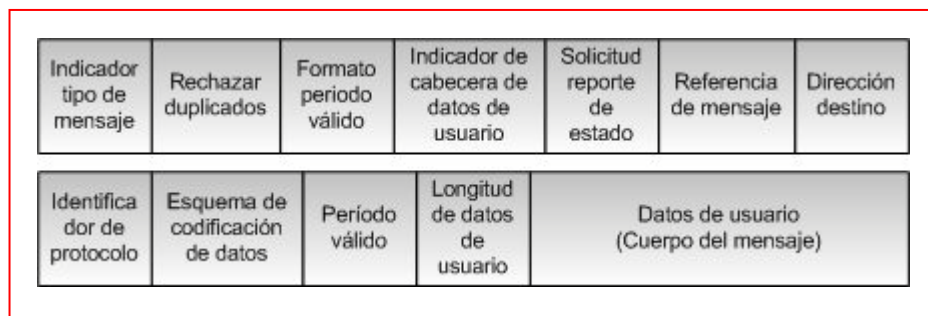 Indicador
tipo de
mensaje
Rechazar
duplicados
Formato
periodo
válido
Indicador de
cabecera de
datos de
usuario
Solicitud
reporte
de
estado
Referencia
de mensaje
Dirección
destino
Identifica
dor de
protocolo
Esquema de
codificación
de datos
Período
válido
Longitud
de datos
de
usuario
Datos de usuario
(Cuerpo del mensaje)